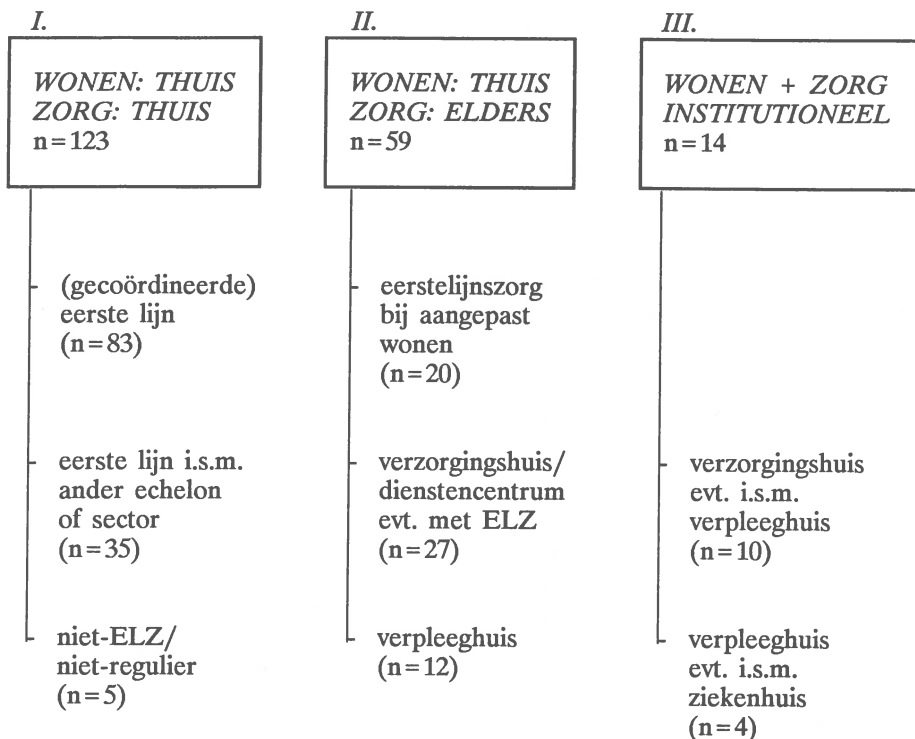 I.
WONEN: THUIS
ZORG: THUIS
n=123
(gecoördineerde)
eerste lijn
(n=83)
eerste lijn i.s.m.
ander echelon
of sector
(n=35)
niet-ELZ/
niet-regulier
(n=5)
II.
WONEN: THUIS
ZORG: ELDERS
n=59
eerstelijnszorg
bij aangepast
wonen
(n=20)
verzorgingshuis/
dienstencentrum
evt. met ELZ
(n=27)
verpleeghuis
(n=12)
III.
WONEN + ZORG
INSTITUTIONEEL
n=14
verzorgingshuis
evt. i.s.m.
verpleeghuis
(n=10)
verpleeghuis
evt. i.s.m.
ziekenhuis
(n=4)